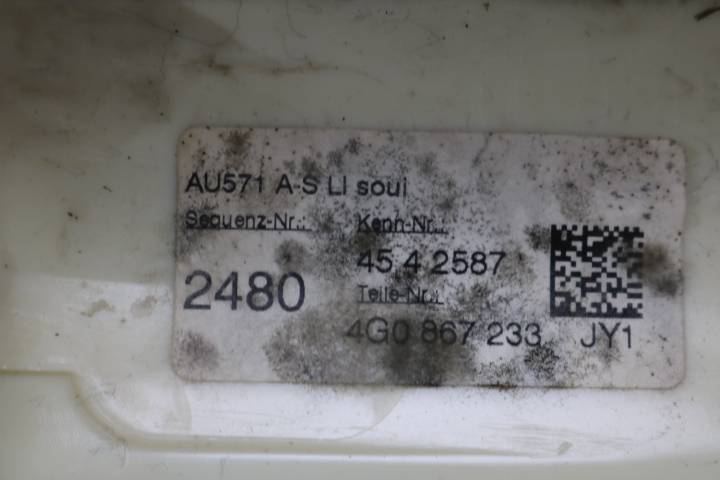 AU571 A-S LI soul
Sequenz-Nr.: Kenn-Nr.:
45 4 2587
2480
Teile-Nr.:
4G0 867 233 JY1